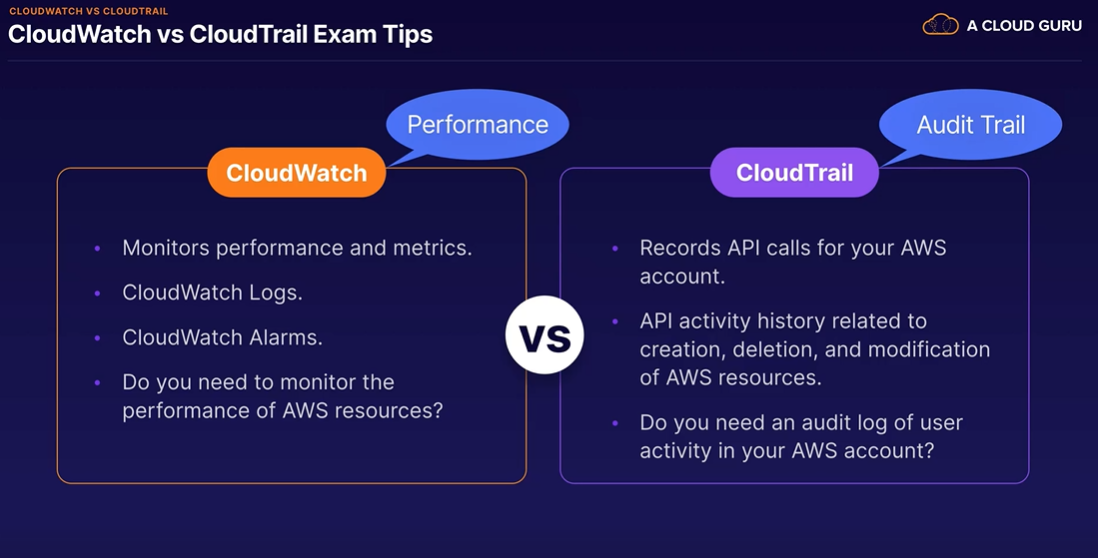 CLOUDWATCH VS CLOUDTRAIL
CloudWatch vs CloudTrail Exam Tips
A CLOUD GURU
Performance
CloudWatch
• Monitors performance and metrics.
• CloudWatch Logs.
• CloudWatch Alarms.
• Do you need to monitor the
performance of AWS resources?
VS
Audit Trail
CloudTrail
• Records API calls for your AWS
account.
• API activity history related to
creation, deletion, and modification
of AWS resources.
• Do you need an audit log of user
activity in your AWS account?